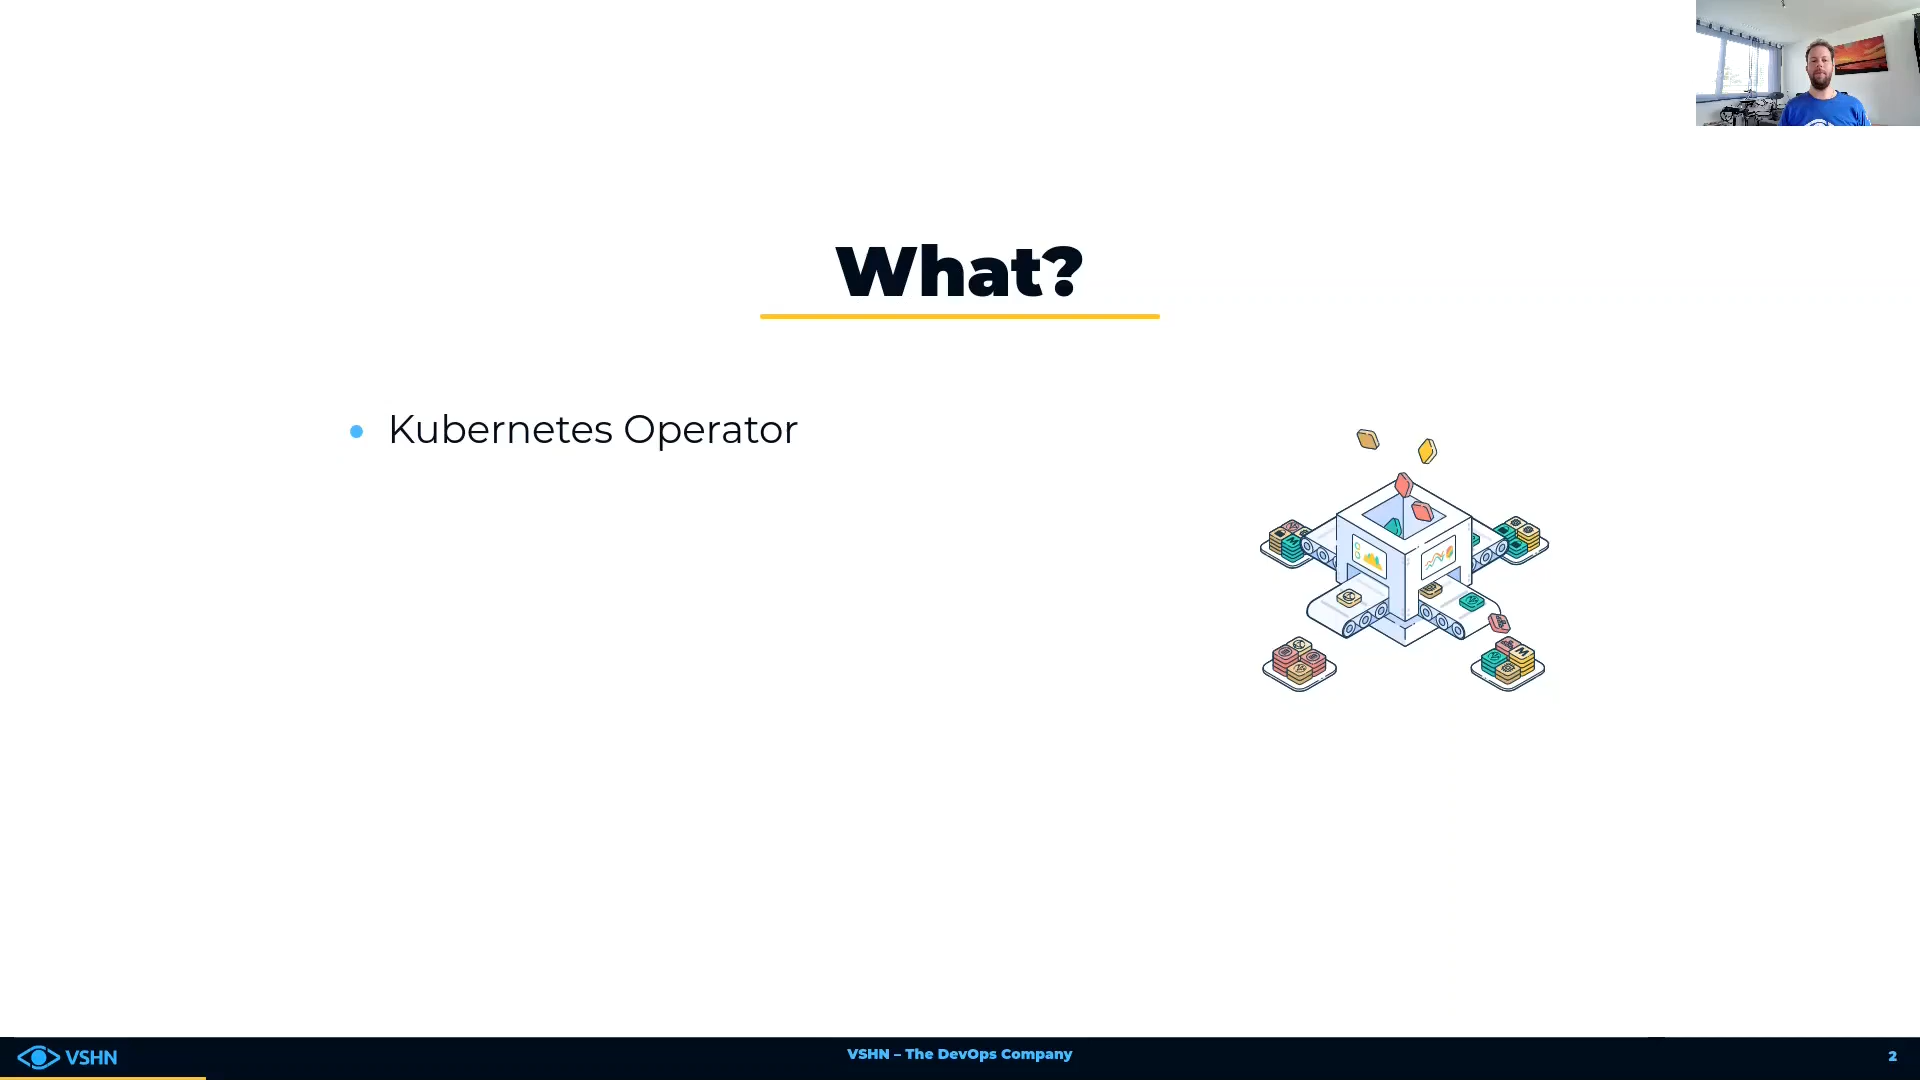 What?
Kubernetes Operator
VSHN
VSHN – The DevOps Company
2